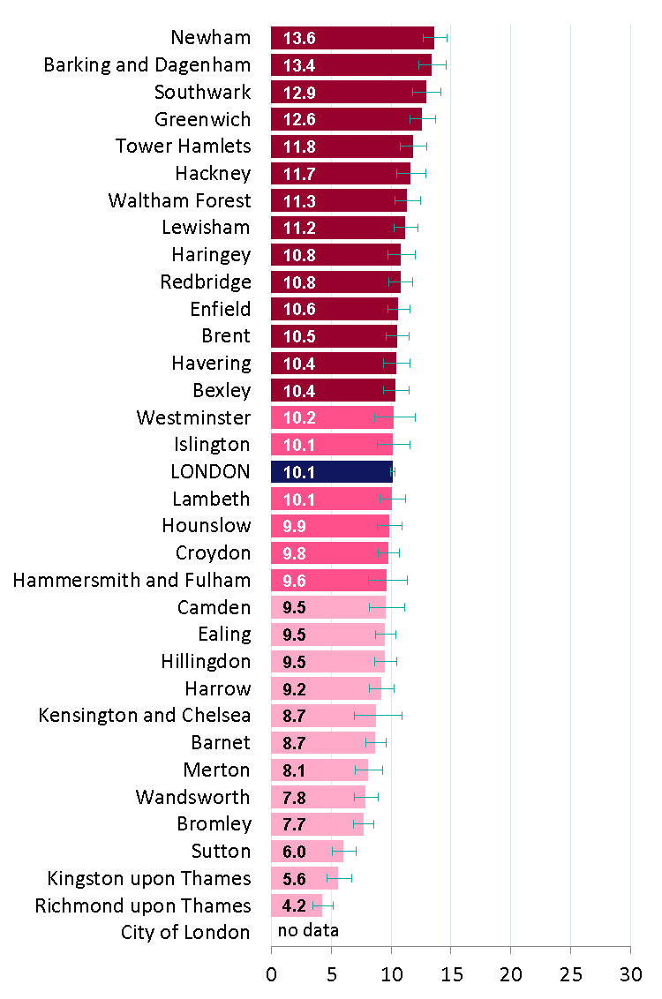 Newham 13.6
Barking and Dagenham 13.4
Southwark 12.9
Greenwich 12.6
Tower Hamlets 11.8
Hackney 11.7
Waltham Forest 11.3
Lewisham 11.2
Haringey 10.8
Redbridge 10.8
Enfield 10.6
Brent 10.5
Havering 10.4
Bexley 10.4
Westminster 10.2
Islington 10.1
LONDON 10.1
Lambeth 10.1
Hounslow 9.9
Croydon 9.8
Hammersmith and Fulham 9.6
Camden 9.5
Ealing 9.5
Hillingdon 9.5
Harrow 9.2
Kensington and Chelsea 8.7
Barnet 8.7
Merton 8.1
Wandsworth 7.8
Bromley 7.7
Sutton 6.0
Kingston upon Thames 5.6
Richmond upon Thames 4.2
City of London no data
0 5 10 15 20 25 30